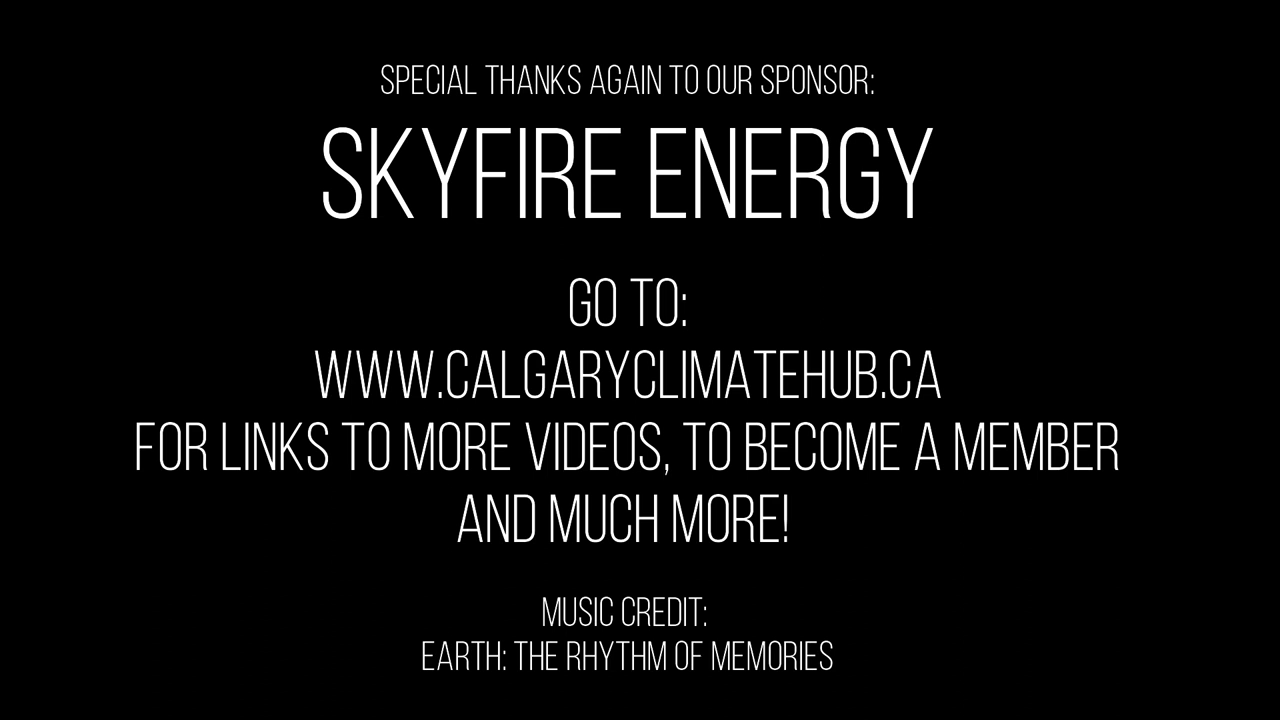 SPECIAL THANKS AGAIN TO OUR SPONSOR:
SKYFIRE ENERGY
GO TO:
WWW.CALGARYCLIMATEHUB.CA
FOR LINKS TO MORE VIDEOS, TO BECOME A MEMBER
AND MUCH MORE!
MUSIC CREDIT:
EARTH: THE RHYTHM OF MEMORIES